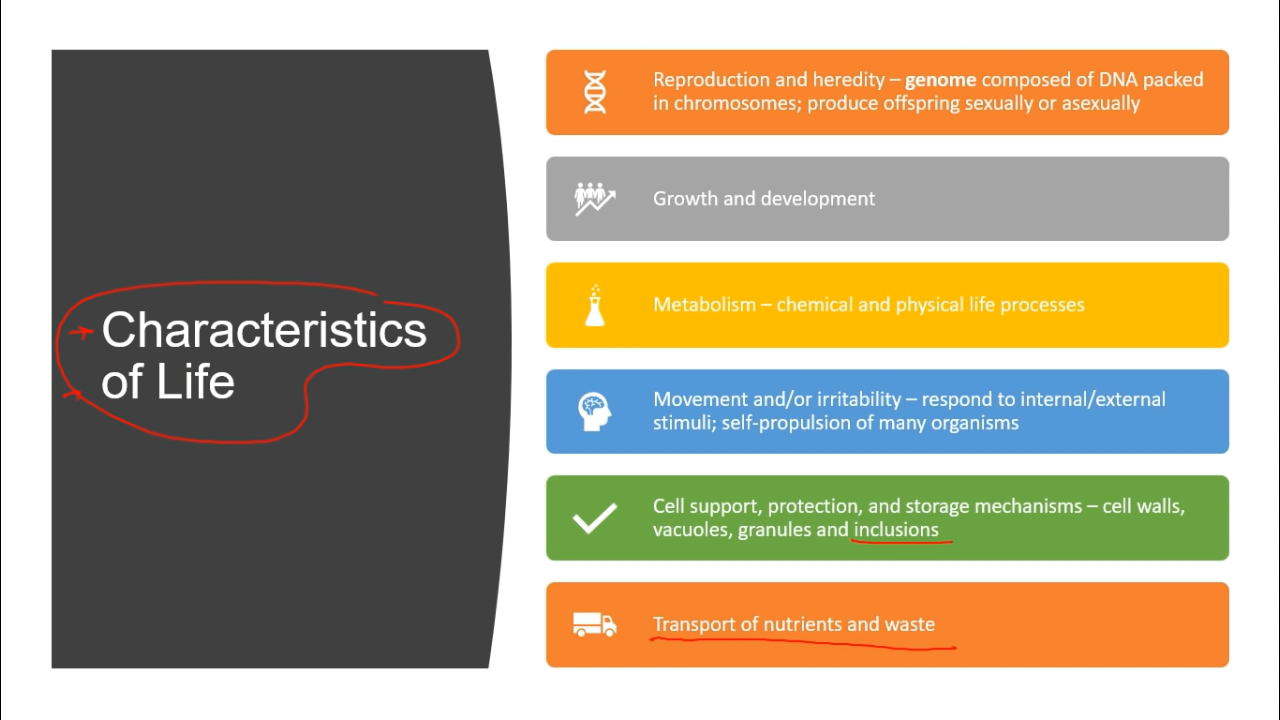 Characteristics
of Life
Reproduction and heredity – genome composed of DNA packed
in chromosomes; produce offspring sexually or asexually
Growth and development
Metabolism – chemical and physical life processes
Movement and/or irritability – respond to internal/external
stimuli; self-propulsion of many organisms
Cell support, protection, and storage mechanisms – cell walls,
vacuoles, granules and inclusions
Transport of nutrients and waste